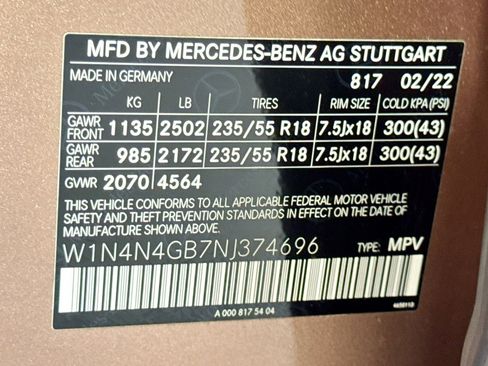 MFD BY MERCEDES-BENZ AG STUTTGART
MADE IN GERMANY 817 02/22
KG LB TIRES RIM SIZE COLD KPA (PSI)
GAWR FRONT 1135 2502 235/55 R18 7.5Jx18 300(43)
GAWR REAR 985 2172 235/55 R18 7.5Jx18 300(43)
GVWR 2070 4564
THIS VEHICLE CONFORMS TO ALL APPLICABLE FEDERAL MOTOR VEHICLE
SAFETY AND THEFT PREVENTION STANDARDS IN EFFECT ON THE DATE OF
MANUFACTURE SHOWN ABOVE.
W1N4N4GB7NJ374696 TYPE: MPV
A 000 817 54 04